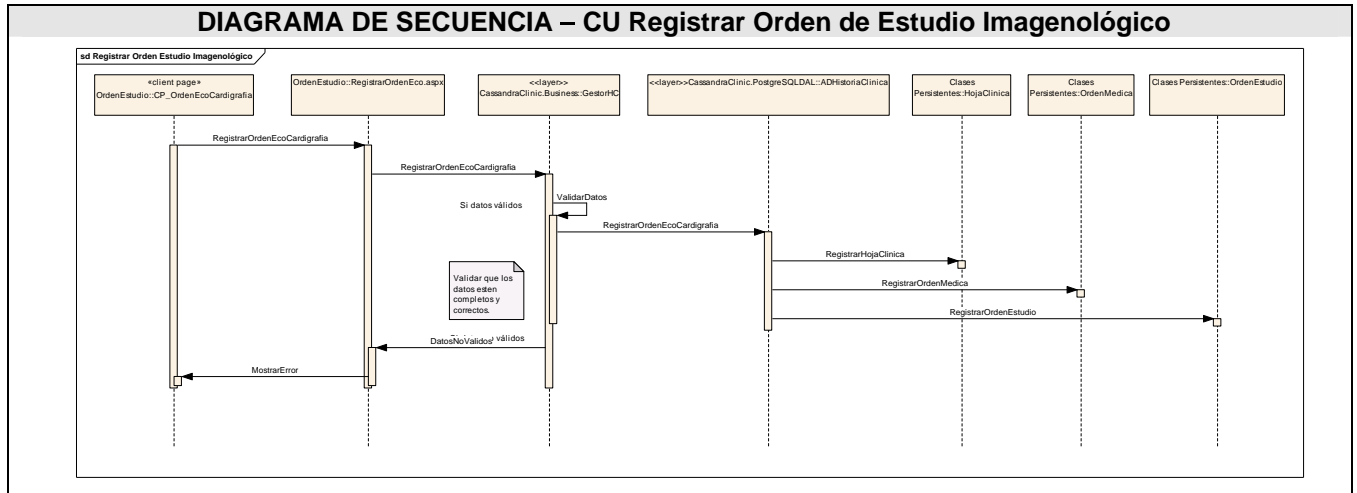 DIAGRAMA DE SECUENCIA – CU Registrar Orden de Estudio Imagenológico
sd Registrar Orden Estudio Imagenológico
«client page»
OrdenEstudio::CP_OrdenEcoCardigrafia
OrdenEstudio::RegistrarOrdenEco.aspx
<<layer>>
CassandraClinic.Business::GestorHC
<<layer>>CassandraClinic.PostgreSQLDAL::ADHistoriaClinica
Clases
Persistentes::HojaClinica
Clases
Persistentes::OrdenMedica
Clases Persistentes::OrdenEstudio
RegistrarOrdenEcoCardigrafia
RegistrarOrdenEcoCardigrafia
ValidarDatos
Si datos válidos
RegistrarOrdenEcoCardigrafia
RegistrarHojaClinica
Validar que los
datos esten
completos y
correctos.
RegistrarOrdenMedica
RegistrarOrdenEstudio
válidos
DatosNoValidos
MostrarError